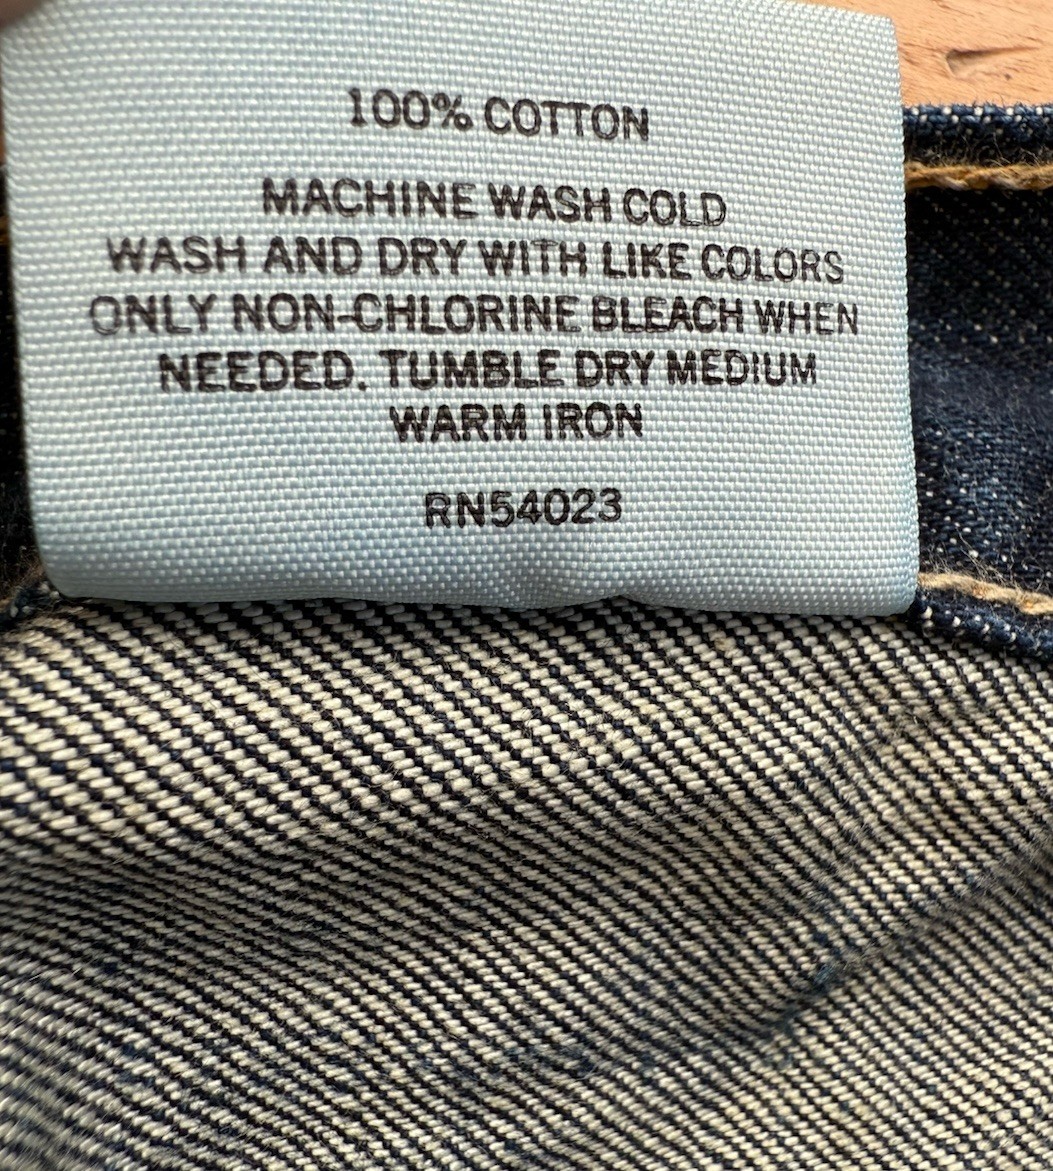 100% COTTON
MACHINE WASH COLD
WASH AND DRY WITH LIKE COLORS
ONLY NON-CHLORINE BLEACH WHEN
NEEDED. TUMBLE DRY MEDIUM
WARM IRON
RN54023